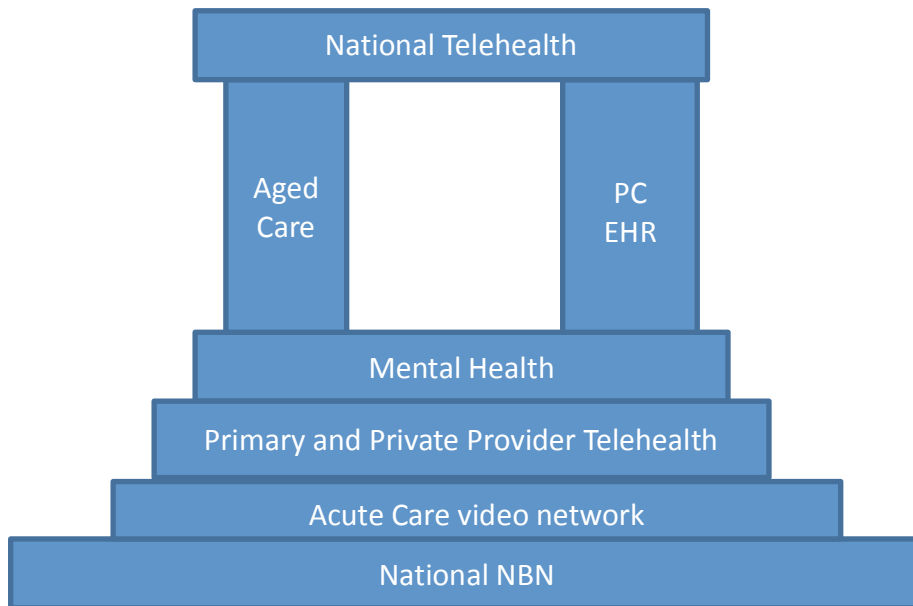 National Telehealth
Aged
Care
PC
EHR
Mental Health
Primary and Private Provider Telehealth
Acute Care video network
National NBN